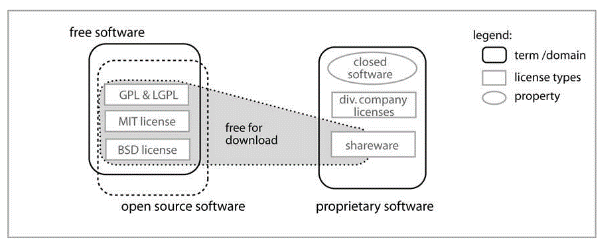 free software
GPL & LGPL
MIT license
BSD license
open source software
free for
download
closed
software
div. company
licenses
shareware
proprietary software
legend:
term /domain
license types
property